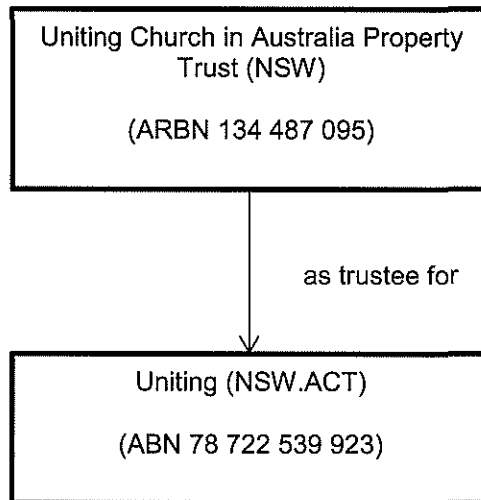 Uniting Church in Australia Property
Trust (NSW)
(ARBN 134 487 095)
as trustee for
Uniting (NSW.ACT)
(ABN 78 722 539 923)